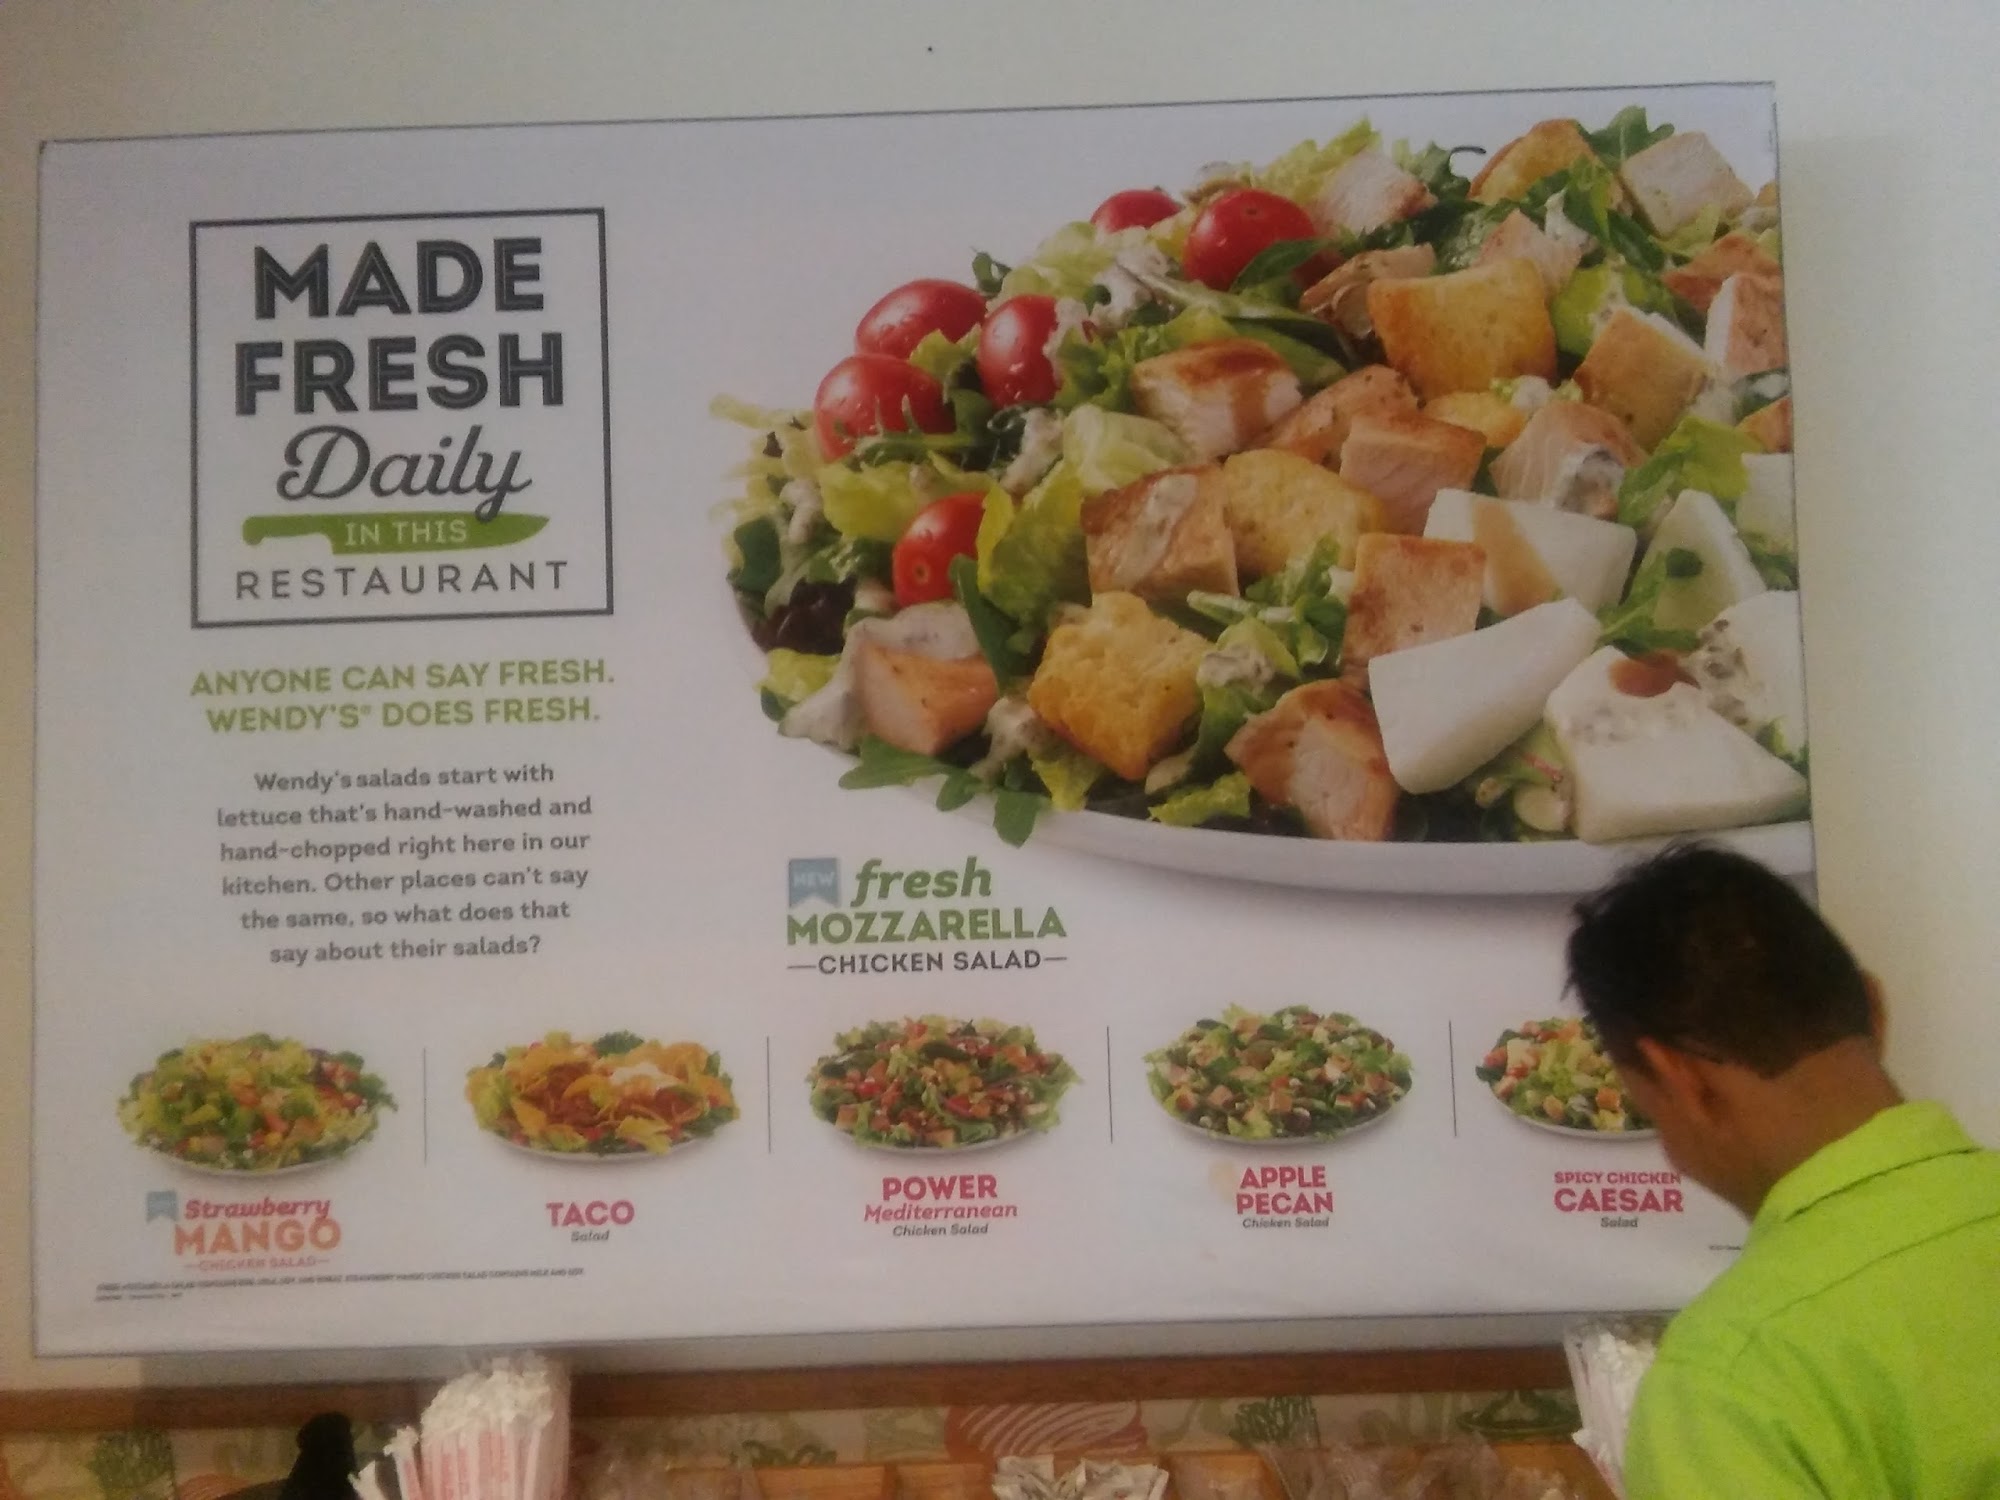 MADE
FRESH
Daily
IN THIS
RESTAURANT
ANYONE CAN SAY FRESH.
WENDY'S® DOES FRESH.
Wendy's salads start with
lettuce that's hand-washed and
hand-chopped right here in our
kitchen. Other places can't say
the same, so what does that
say about their salads?
NEW fresh
MOZZARELLA
—CHICKEN SALAD—
Strawberry
MANGO
—CHICKEN SALAD—
TACO
Salad
POWER
Mediterranean
Chicken Salad
APPLE
PECAN
Chicken Salad
SPICY CHICKEN
CAESAR
Salad